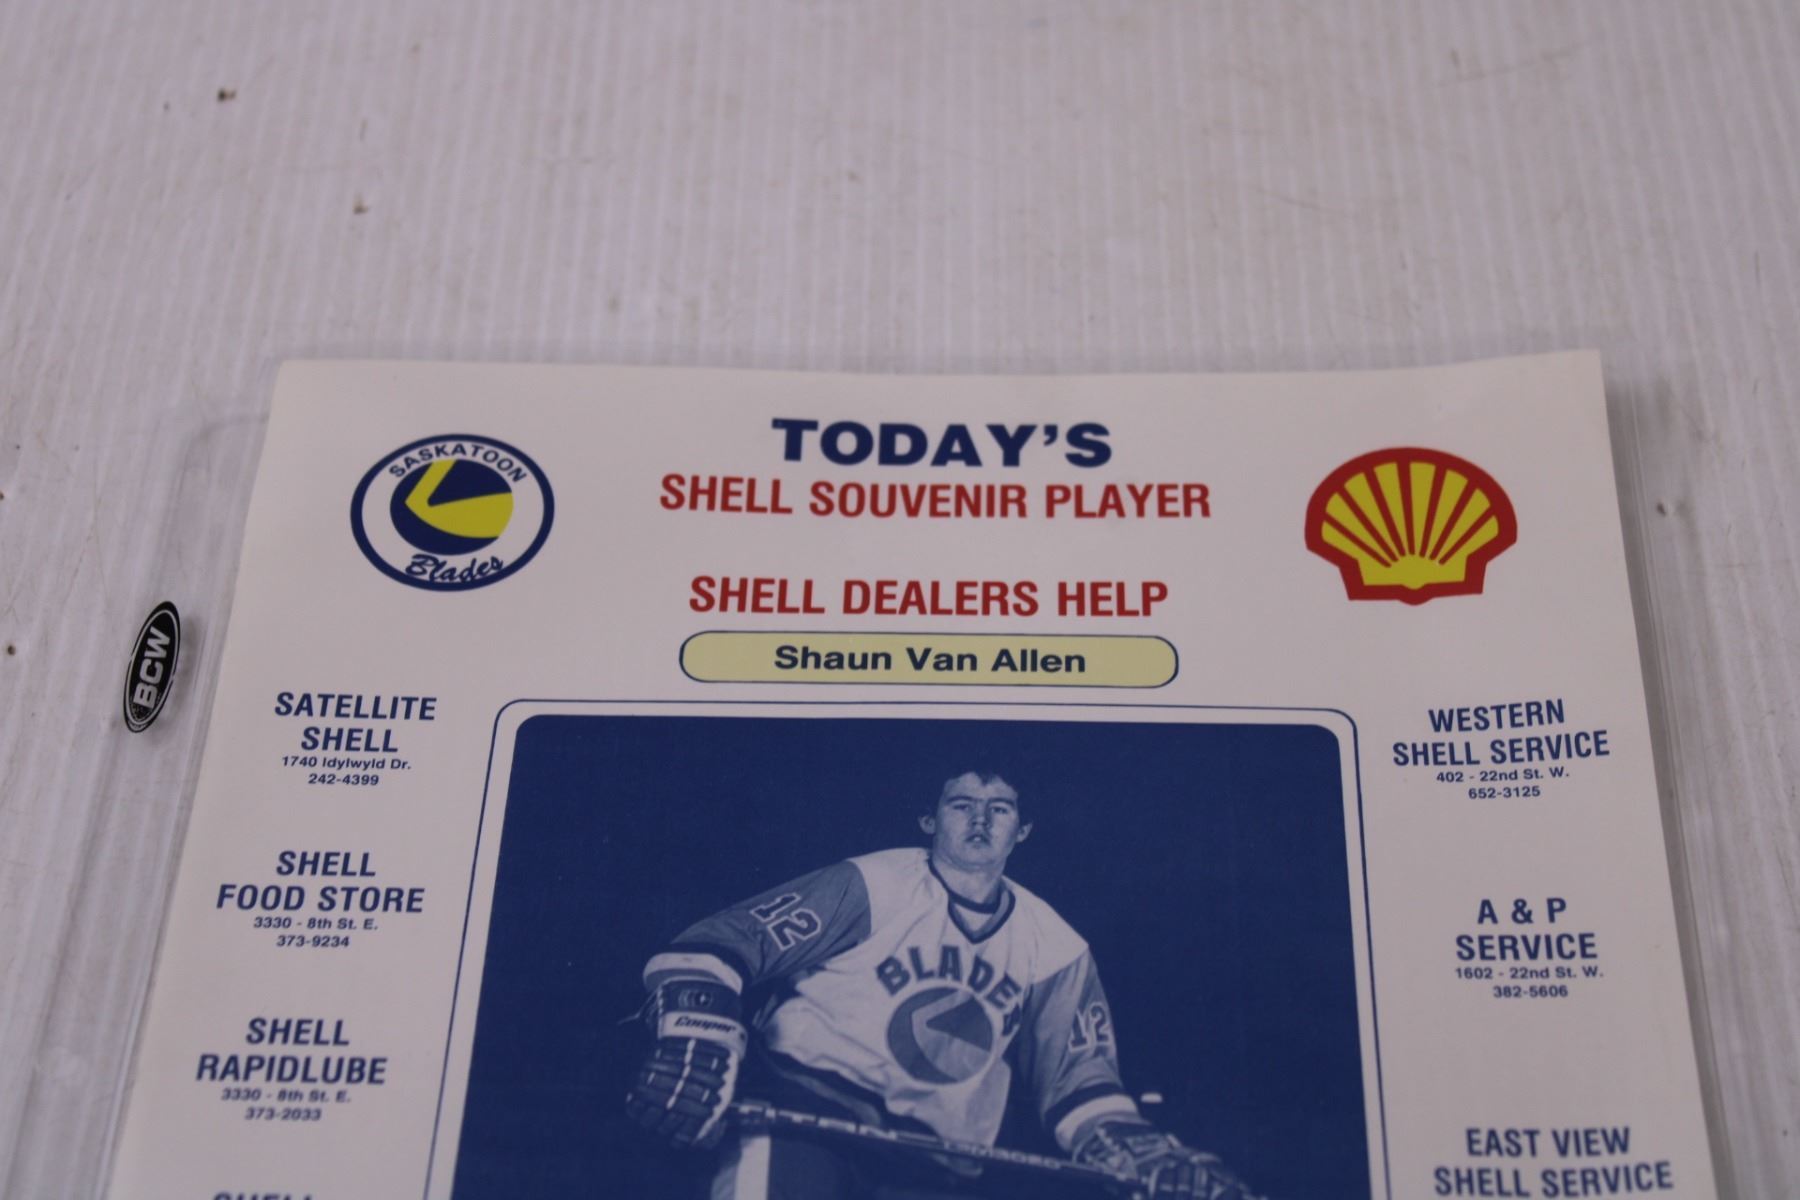 TODAY'S
SHELL SOUVENIR PLAYER
SASKATOON
Blades
SHELL DEALERS HELP
Shaun Van Allen
BCW
SATELLITE
SHELL
1740 Idylwyld Dr.
242-4399
SHELL
FOOD STORE
3330 - 8th St. E.
373-9234
SHELL
RAPIDLUBE
3330 - 8th St. E.
373-2033
SHELL
12
BLADES
12
Cooper
TITAN
WESTERN
SHELL SERVICE
402 - 22nd St. W.
652-3125
A & P
SERVICE
1602 - 22nd St. W.
382-5606
EAST VIEW
SHELL SERVICE